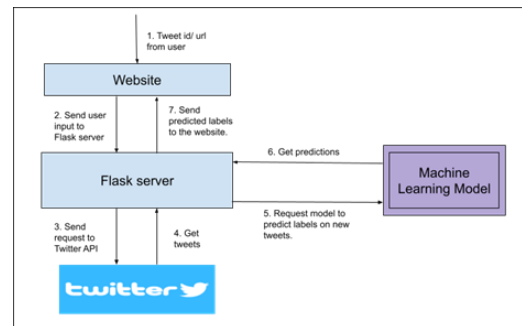 1. Tweet id/ url
from user
Website
2. Send user
input to
Flask server
7. Send
predicted labels
to the website.
6. Get predictions
Flask server
Machine
Learning Model
3. Send
request to
Twitter API
4. Get
tweets
5. Request model to
predict labels on new
tweets.
twitter